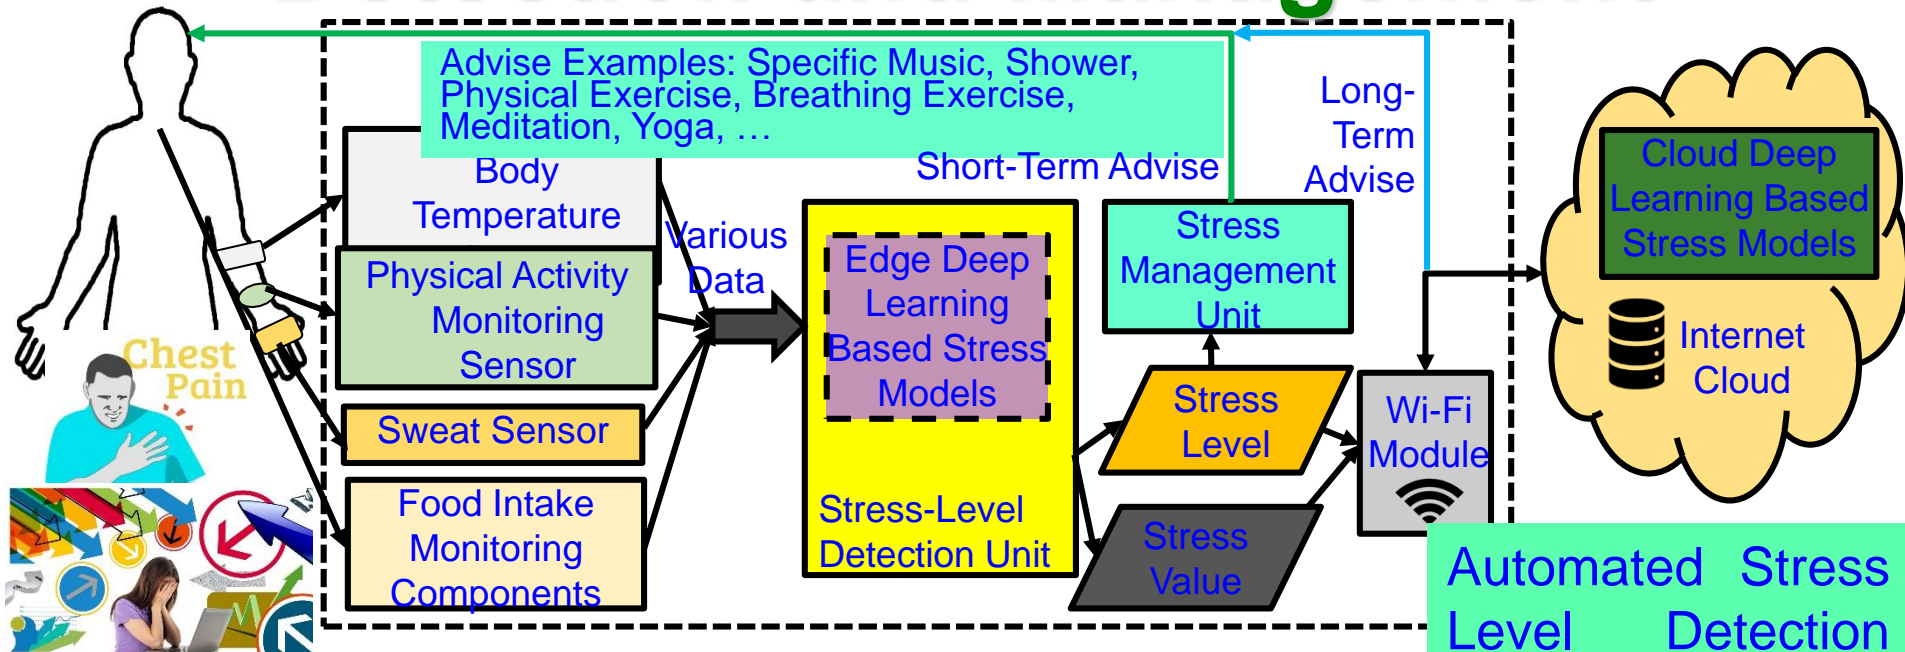 Advise Examples: Specific Music, Shower,
Physical Exercise, Breathing Exercise,
Meditation, Yoga, …
Short-Term Advise
Long-
Term
Advise
Body
Temperature
Physical Activity
Monitoring
Sensor
Sweat Sensor
Food Intake
Monitoring
Components
Chest
Pain
Various
Data
Edge Deep
Learning
Based Stress
Models
Stress-Level
Detection Unit
Stress
Management
Unit
Stress
Level
Stress
Value
Wi-Fi
Module
Cloud Deep
Learning Based
Stress Models
Internet
Cloud
Automated Stress
Level Detection